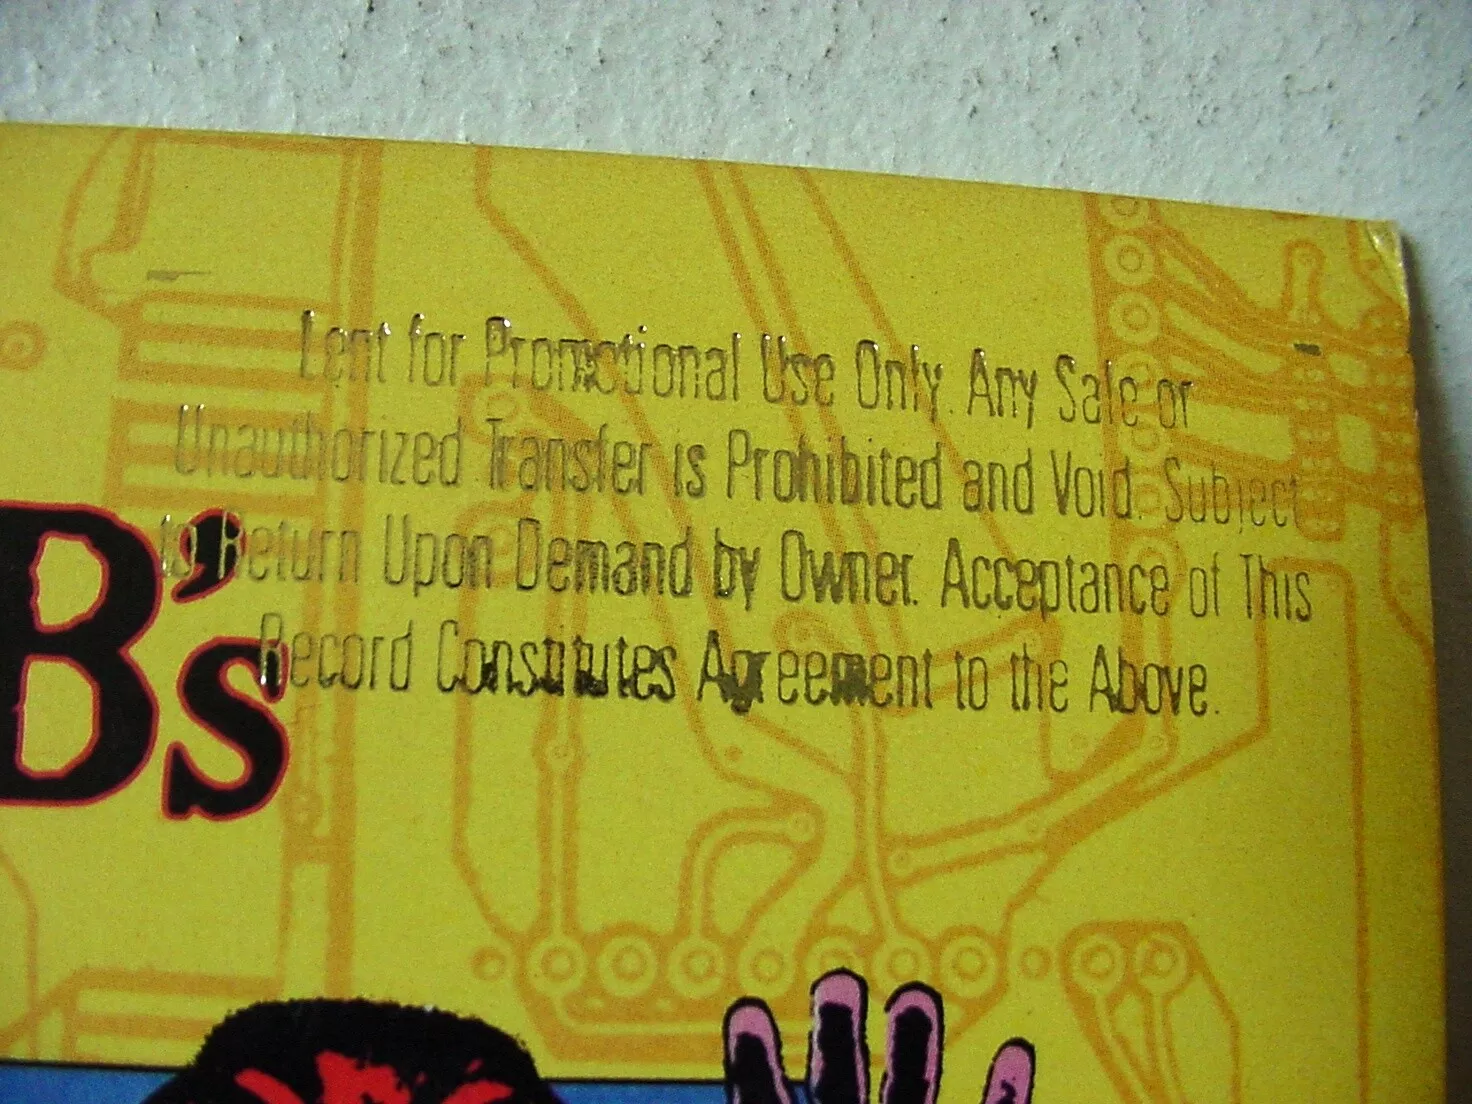 Lent for Promotional Use Only. Any Sale or
Unauthorized Transfer is Prohibited and Void. Subject
to Return Upon Demand by Owner. Acceptance of This
Record Constitutes Agreement to the Above.
B's